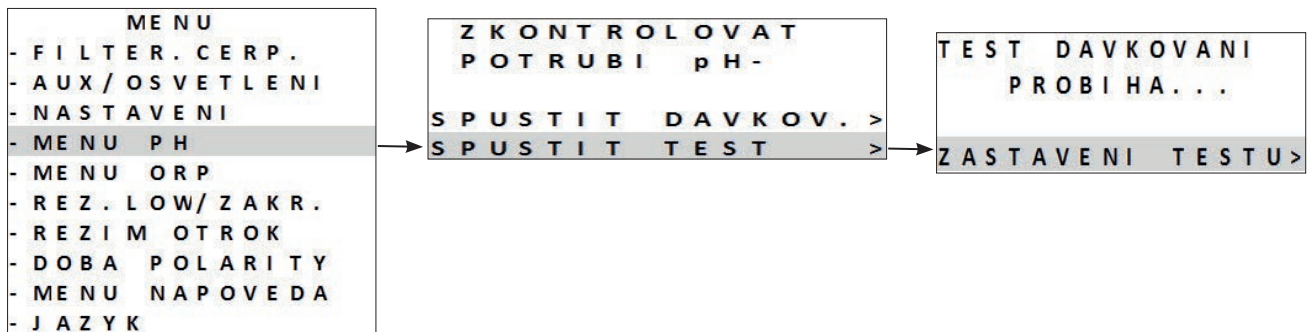 MENU
- FILTER. CERP.
- AUX/OSVETLENI
- NASTAVENI
- MENU PH
- MENU ORP
- REZ. LOW/ZAKR.
- REZIM OTROK
- DOBA POLARITY
- MENU NAPOVEDA
- JAZYK
ZKONTROLOVAT
POTRUBI pH-
SPUSTIT DAVKOV. >
SPUSTIT TEST >
TEST DAVKOVANI
PROBIHA...
ZASTAVENI TESTU>